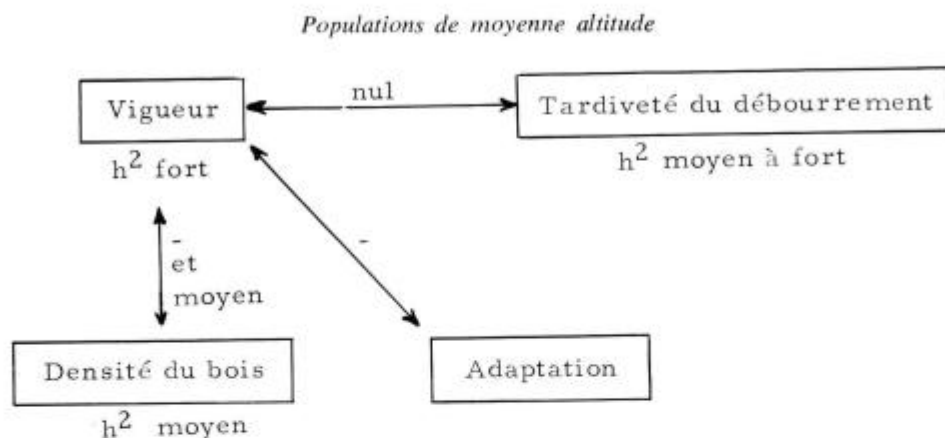 Populations de moyenne altitude
nul
Vigueur
Tardiveté du débourrement
h² fort
h² moyen à fort
-
et
moyen
-
Densité du bois
Adaptation
h² moyen